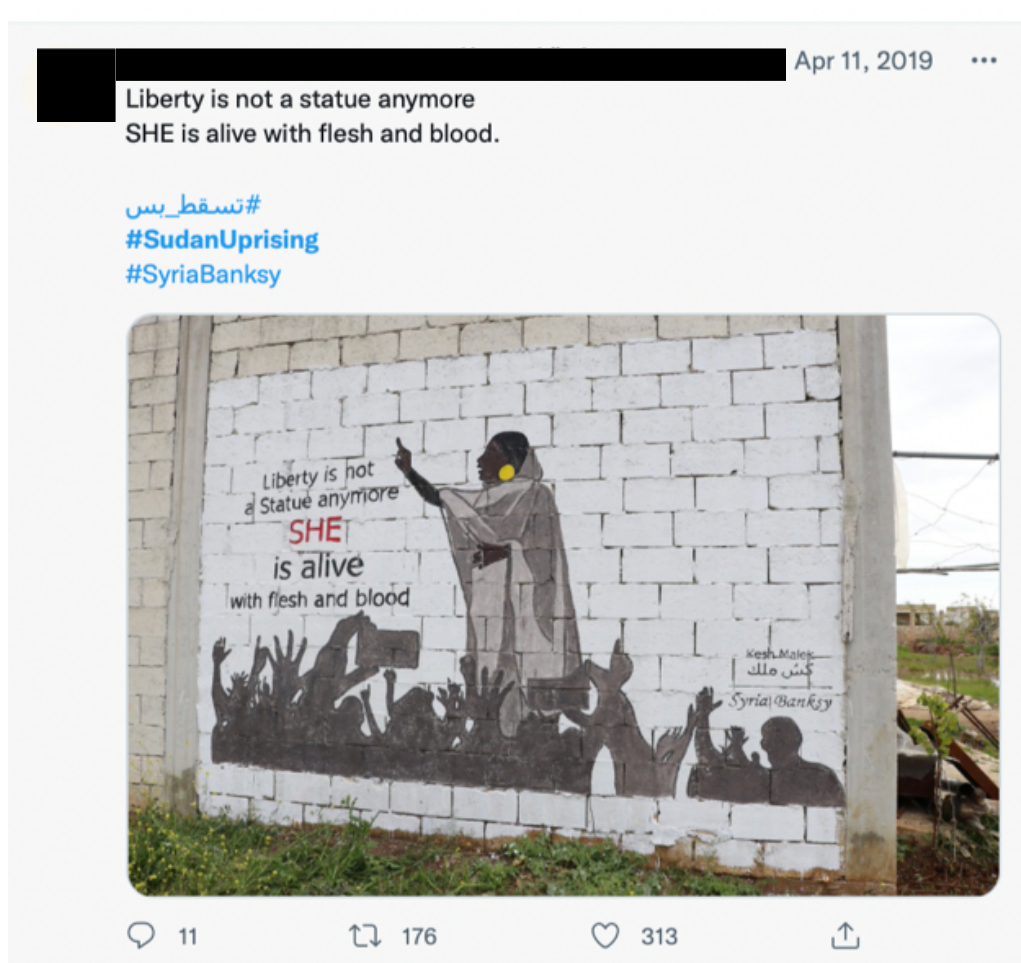 Apr 11, 2019
Liberty is not a statue anymore
SHE is alive with flesh and blood.
#تسقط_بس
#SudanUprising
#SyriaBanksy
Liberty is not
a Statue anymore
SHE
is alive
with flesh and blood
Kesh Malek
كش ملك
Syria Banksy
11
176
313